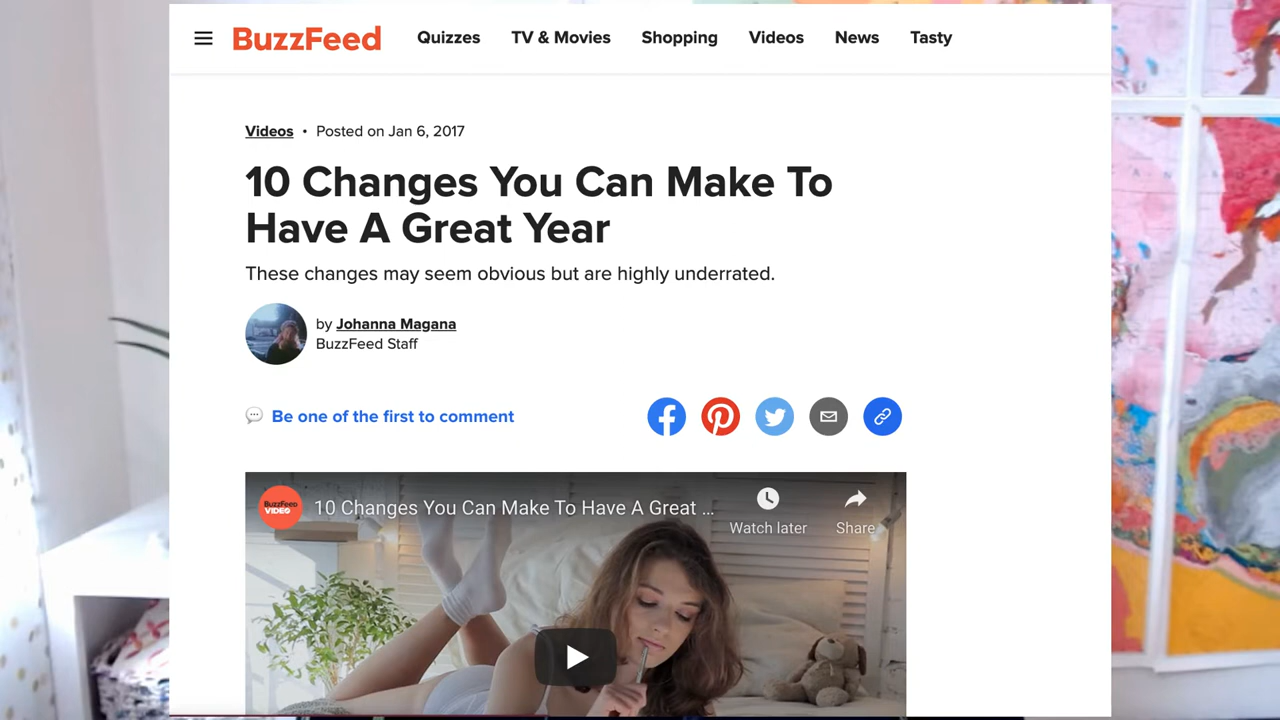 BuzzFeed Quizzes TV & Movies Shopping Videos News Tasty
Videos • Posted on Jan 6, 2017
10 Changes You Can Make To
Have A Great Year
These changes may seem obvious but are highly underrated.
by Johanna Magana
BuzzFeed Staff
Be one of the first to comment
BuzzFeed
VIDEO
10 Changes You Can Make To Have A Great ...
Watch later Share